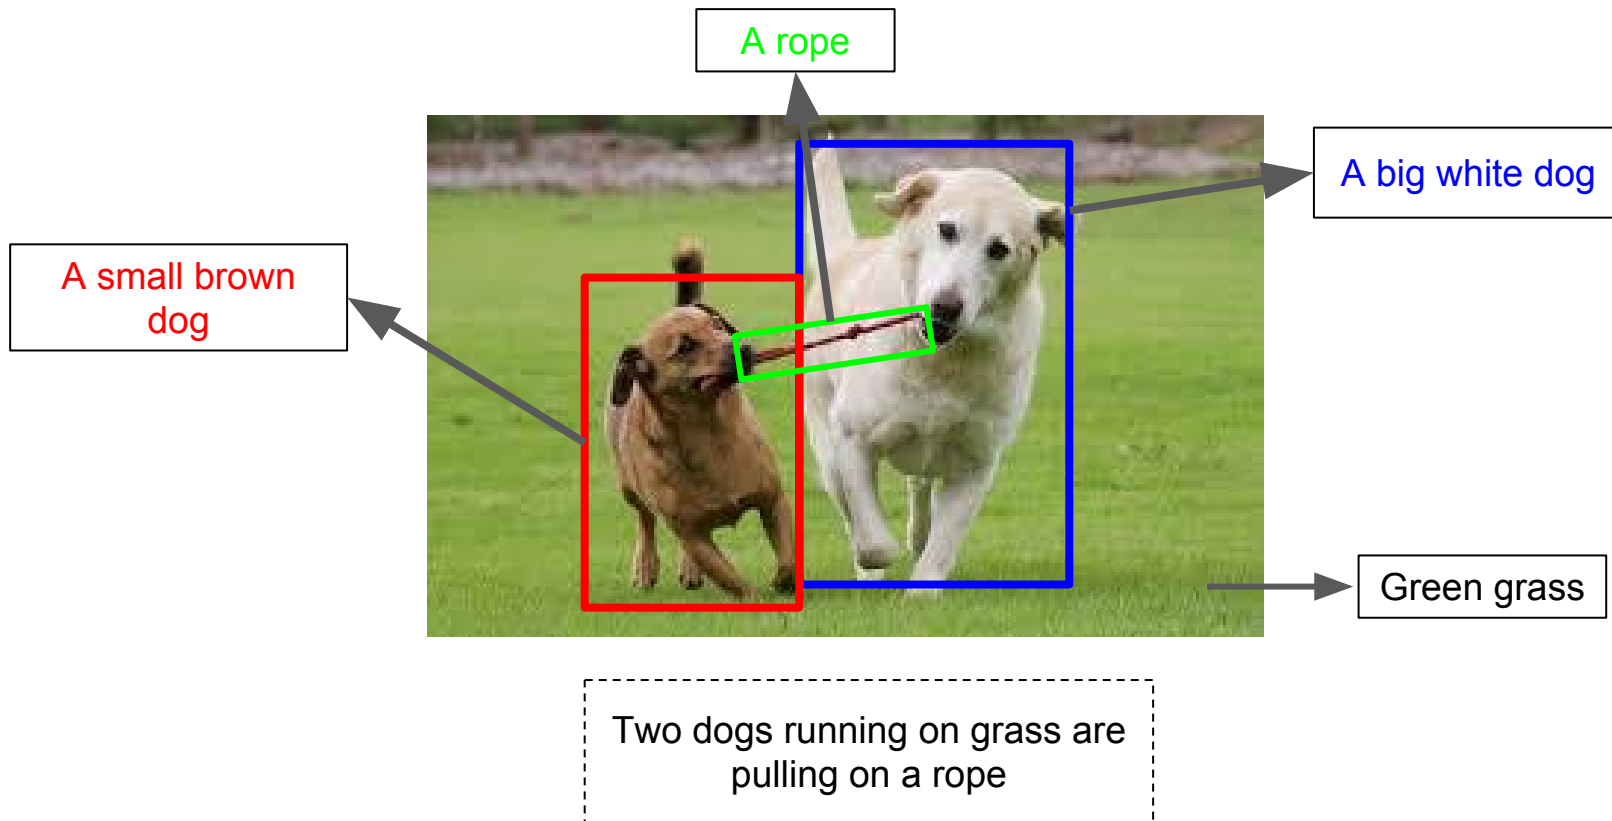 A rope
A big white dog
A small brown
dog
Green grass
Two dogs running on grass are
pulling on a rope